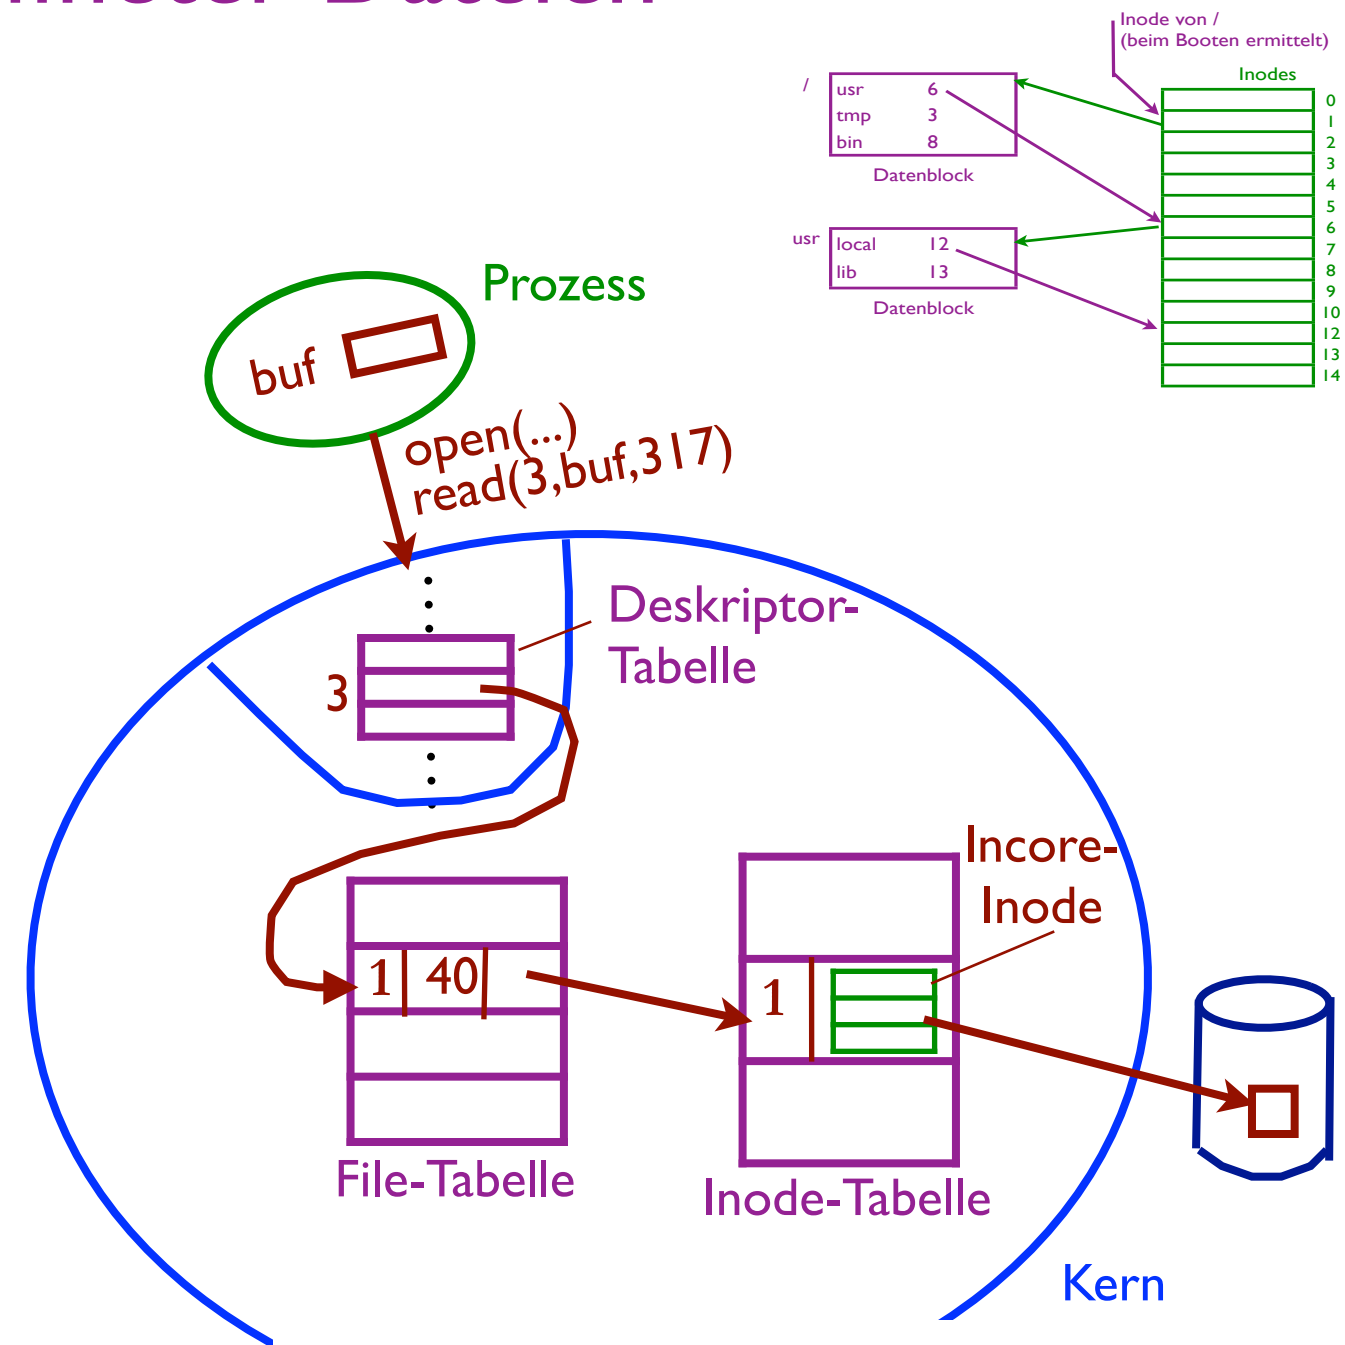 Dateien
Inode von /
(beim Booten ermittelt)
Inodes
/
usr 6
tmp 3
bin 8
Datenblock
usr
local 12
lib 13
Datenblock
0
1
2
3
4
5
6
7
8
9
10
12
13
14
Prozess
buf
open(...)
read(3,buf,317)
Deskriptor-
Tabelle
3
Incore-
Inode
1 40
1
File-Tabelle
Inode-Tabelle
Kern